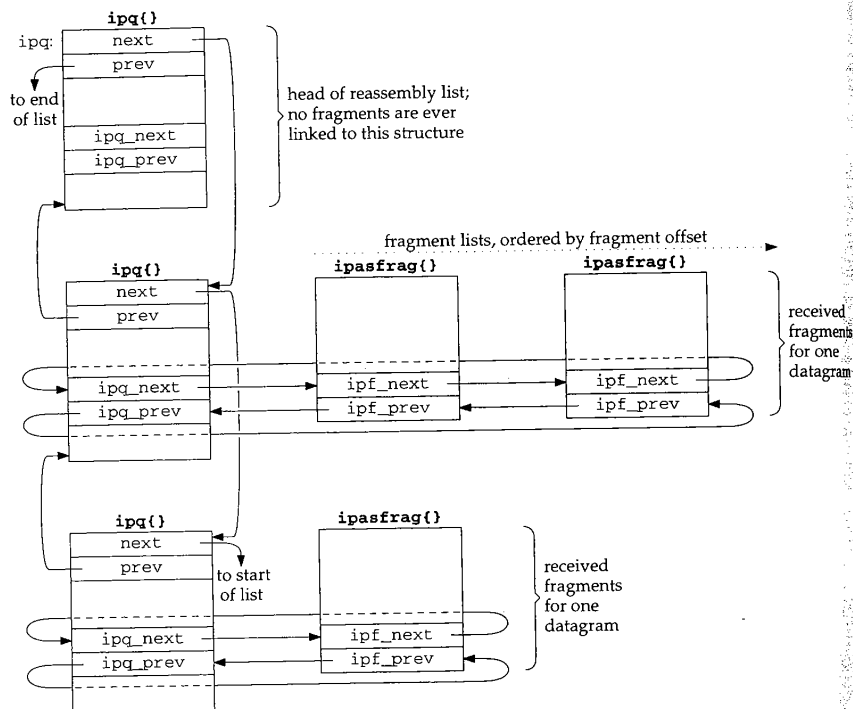 ipq{}
ipq:
next
prev
to end
of list
ipq_next
ipq_prev
head of reassembly list;
no fragments are ever
linked to this structure
fragment lists, ordered by fragment offset
ipq{}
next
prev
ipq_next
ipq_prev
ipasfrag{}
ipf_next
ipf_prev
ipasfrag{}
ipf_next
ipf_prev
received
fragments
for one
datagram
ipq{}
next
prev
to start
of list
ipq_next
ipq_prev
ipasfrag{}
ipf_next
ipf_prev
received
fragments
for one
datagram